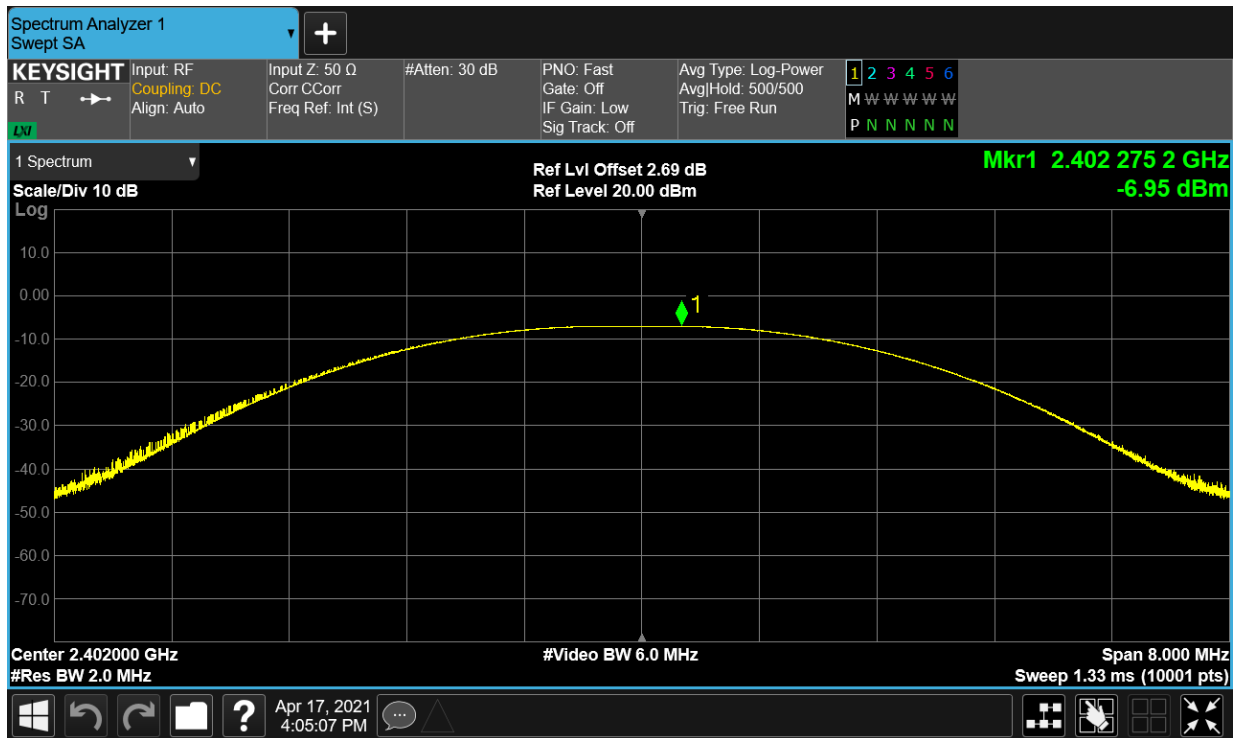 Spectrum Analyzer 1
Swept SA
+
KEYSIGHT
R T
LXI
Input: RF
Coupling: DC
Align: Auto
Input Z: 50 Ω
Corr CCorr
Freq Ref: Int (S)
#Atten: 30 dB
PNO: Fast
Gate: Off
IF Gain: Low
Sig Track: Off
Avg Type: Log-Power
Avg|Hold: 500/500
Trig: Free Run
1 2 3 4 5 6
M W W W W W
P N N N N N
1 Spectrum
Scale/Div 10 dB
Log
Ref Lvl Offset 2.69 dB
Ref Level 20.00 dBm
Mkr1 2.402 275 2 GHz
-6.95 dBm
10.0
0.00
1
-10.0
-20.0
-30.0
-40.0
-50.0
-60.0
-70.0
Center 2.402000 GHz
#Res BW 2.0 MHz
#Video BW 6.0 MHz
Span 8.000 MHz
Sweep 1.33 ms (10001 pts)
?
Apr 17, 2021
4:05:07 PM